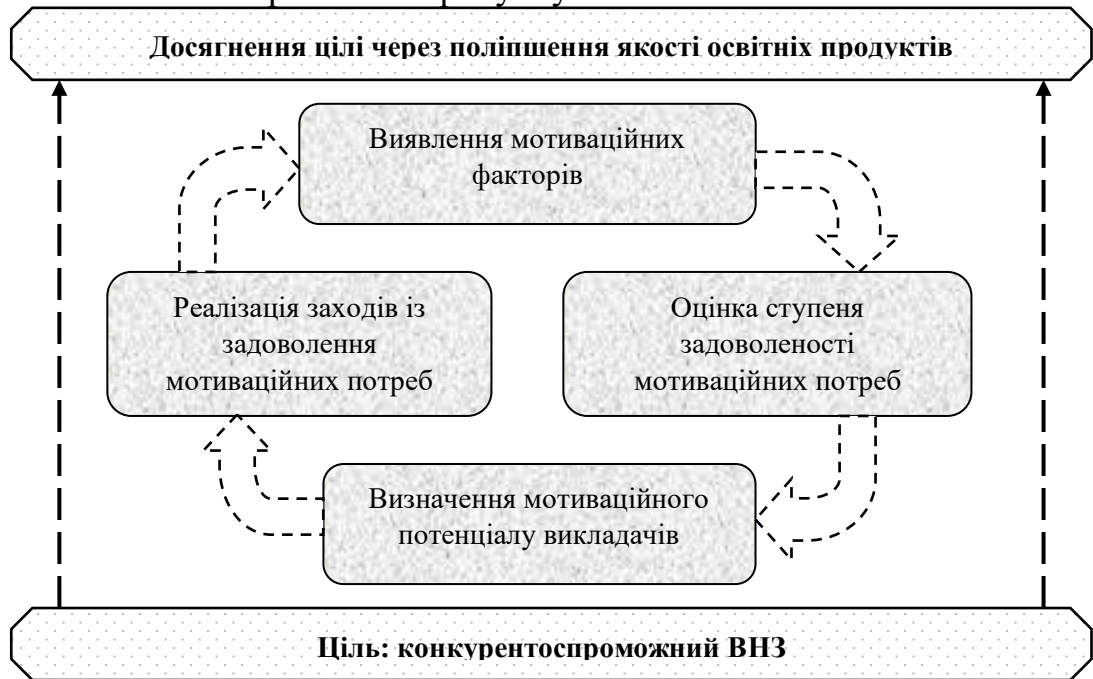 Досягнення цілі через поліпшення якості освітніх продуктів
Виявлення мотиваційних
факторів
Реалізація заходів із
задоволення
мотиваційних потреб
Оцінка ступеня
задоволеності
мотиваційних потреб
Визначення мотиваційного
потенціалу викладачів
Ціль: конкурентоспроможний ВНЗ